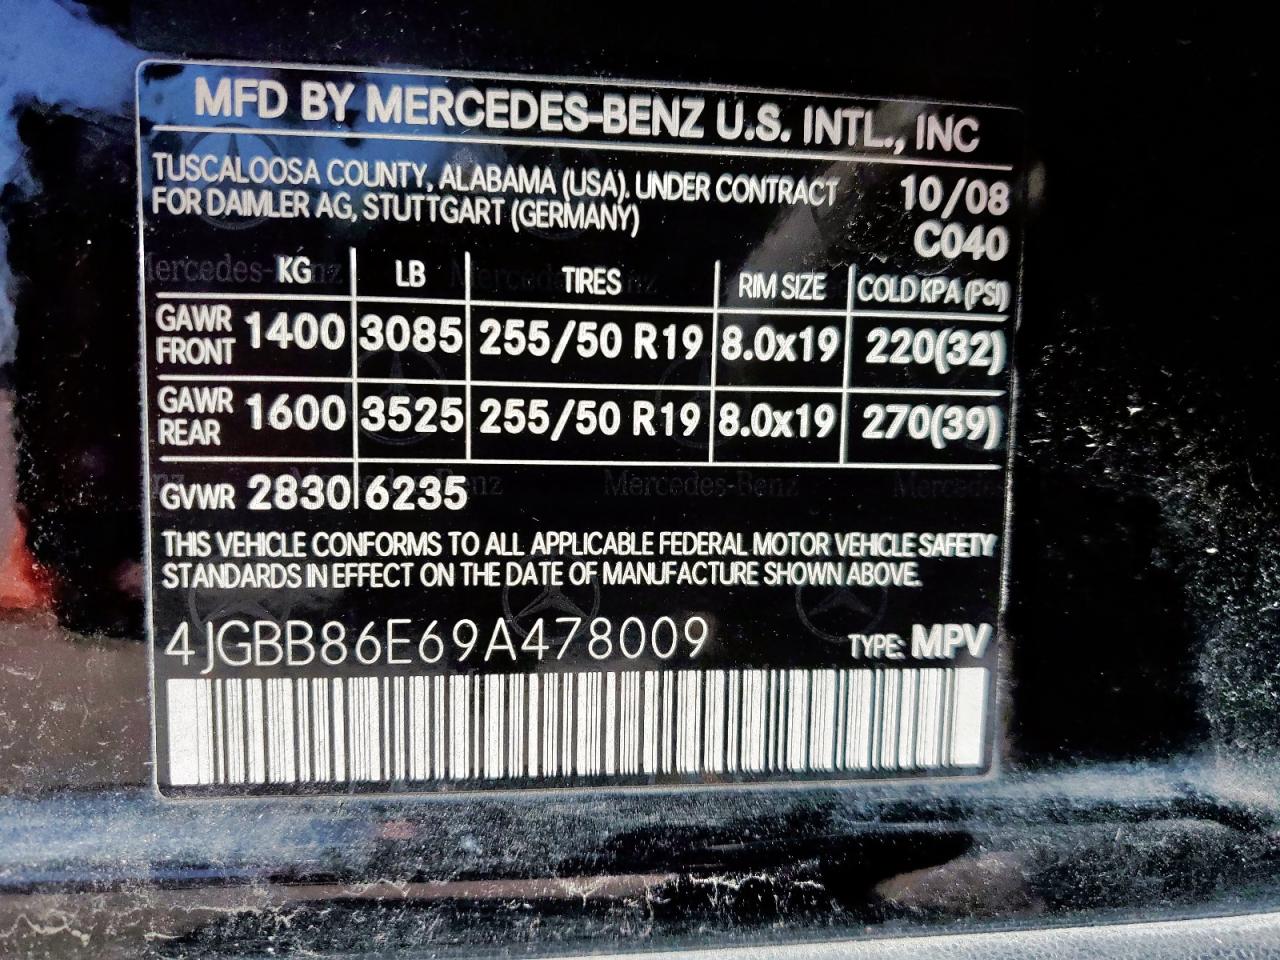 MFD BY MERCEDES-BENZ U.S. INTL., INC
TUSCALOOSA COUNTY, ALABAMA (USA), UNDER CONTRACT
FOR DAIMLER AG, STUTTGART (GERMANY)
10/08
C040
KG LB TIRES RIM SIZE COLD KPA (PSI)
GAWR FRONT 1400 3085 255/50 R19 8.0x19 220(32)
GAWR REAR 1600 3525 255/50 R19 8.0x19 270(39)
GVWR 2830 6235
THIS VEHICLE CONFORMS TO ALL APPLICABLE FEDERAL MOTOR VEHICLE SAFETY
STANDARDS IN EFFECT ON THE DATE OF MANUFACTURE SHOWN ABOVE.
4JGBB86E69A478009 TYPE: MPV